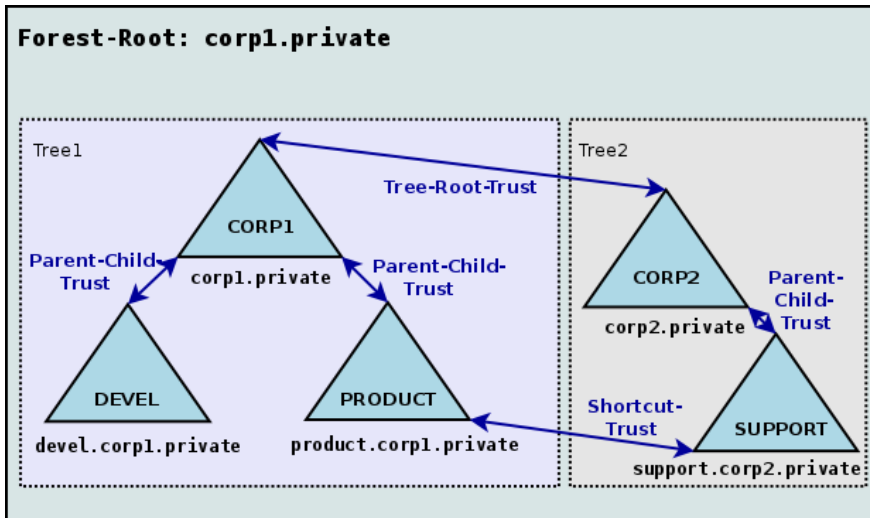 Forest-Root: corp1.private
Tree1
Tree2
Tree-Root-Trust
CORP1
Parent-Child-
Trust
corp1.private
Parent-Child-
Trust
CORP2
Parent-
Child-
Trust
corp2.private
DEVEL
devel.corp1.private
PRODUCT
product.corp1.private
Shortcut-
Trust
SUPPORT
support.corp2.private